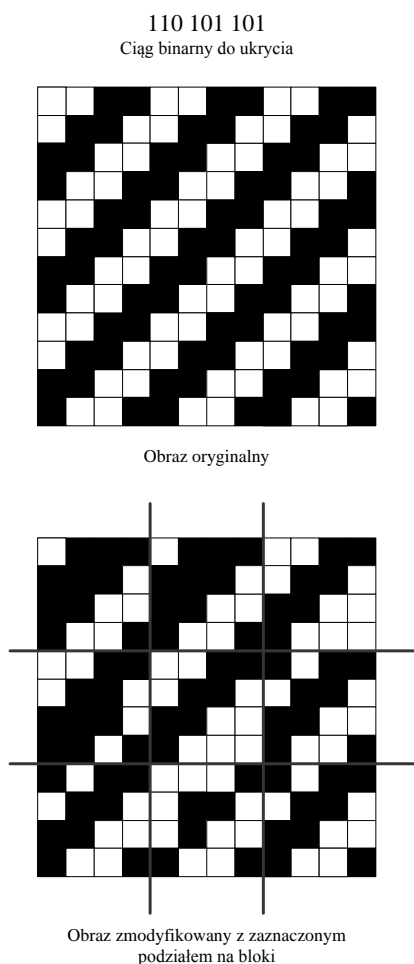 110 101 101
Ciąg binarny do ukrycia
Obraz oryginalny
Obraz zmodyfikowany z zaznaczonym
podziałem na bloki